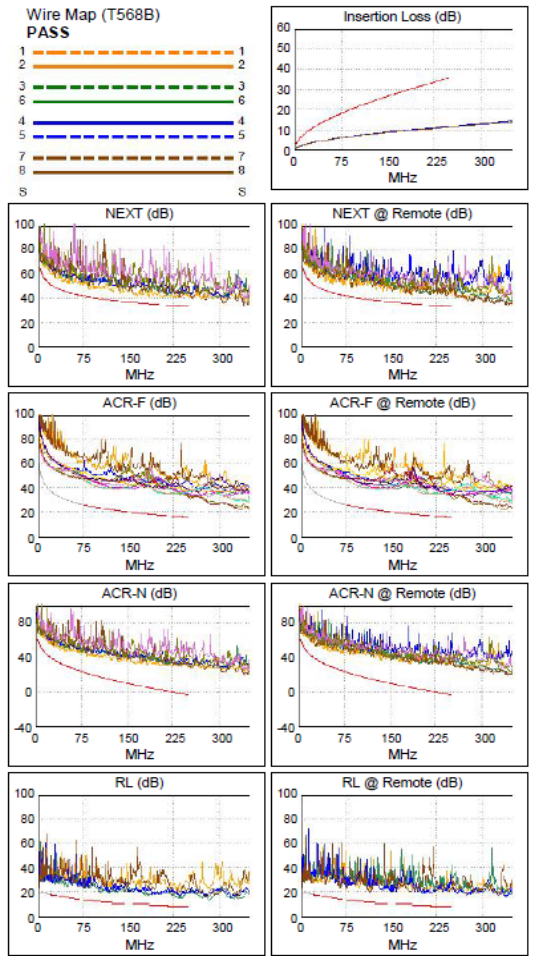 Wire Map (T568B)
PASS
1 1
2 2
3 3
6 6
4 4
5 5
7 7
8 8
S S
Insertion Loss (dB)
60
50
40
30
20
10
0
0 75 150 225 300
MHz
NEXT (dB)
100
80
60
40
20
0
0 75 150 225 300
MHz
NEXT @ Remote (dB)
100
80
60
40
20
0
0 75 150 225 300
MHz
ACR-F (dB)
100
80
60
40
20
0
0 75 150 225 300
MHz
ACR-F @ Remote (dB)
100
80
60
40
20
0
0 75 150 225 300
MHz
ACR-N (dB)
80
40
0
-40
0 75 150 225 300
MHz
ACR-N @ Remote (dB)
80
40
0
-40
0 75 150 225 300
MHz
RL (dB)
100
80
60
40
20
0
0 75 150 225 300
MHz
RL @ Remote (dB)
100
80
60
40
20
0
0 75 150 225 300
MHz